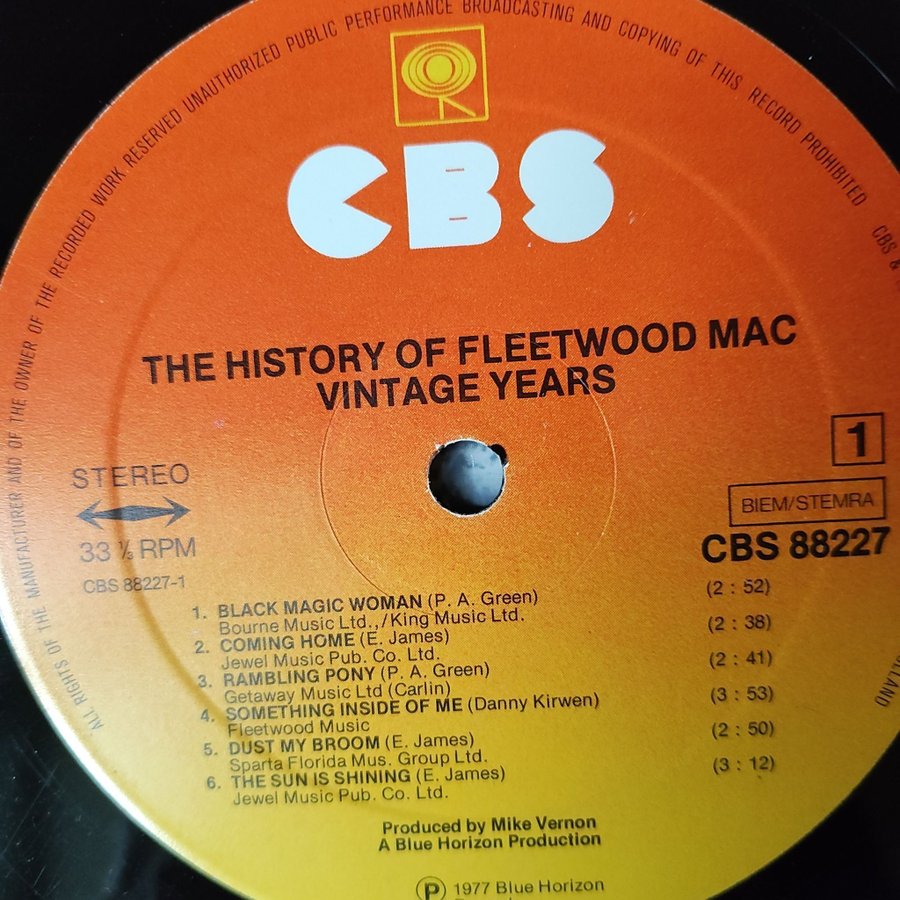 ALL RIGHTS OF THE MANUFACTURER AND OF THE OWNER OF THE RECORDED WORK RESERVED UNAUTHORIZED PUBLIC PERFORMANCE BROADCASTING AND COPYING OF THIS RECORD PROHIBITED
CBS &
CBS
THE HISTORY OF FLEETWOOD MAC
VINTAGE YEARS
1
STEREO
BIEM/STEMRA
33 ⅓ RPM
CBS 88227
CBS 88227-1
1. BLACK MAGIC WOMAN (P. A. Green) (2 : 52)
Bourne Music Ltd.,/King Music Ltd.
2. COMING HOME (E. James) (2 : 38)
Jewel Music Pub. Co. Ltd.
3. RAMBLING PONY (P. A. Green) (2 : 41)
Getaway Music Ltd (Carlin)
4. SOMETHING INSIDE OF ME (Danny Kirwen) (3 : 53)
Fleetwood Music
5. DUST MY BROOM (E. James) (2 : 50)
Sparta Florida Mus. Group Ltd.
6. THE SUN IS SHINING (E. James) (3 : 12)
Jewel Music Pub. Co. Ltd.
Produced by Mike Vernon
A Blue Horizon Production
Ⓟ 1977 Blue Horizon